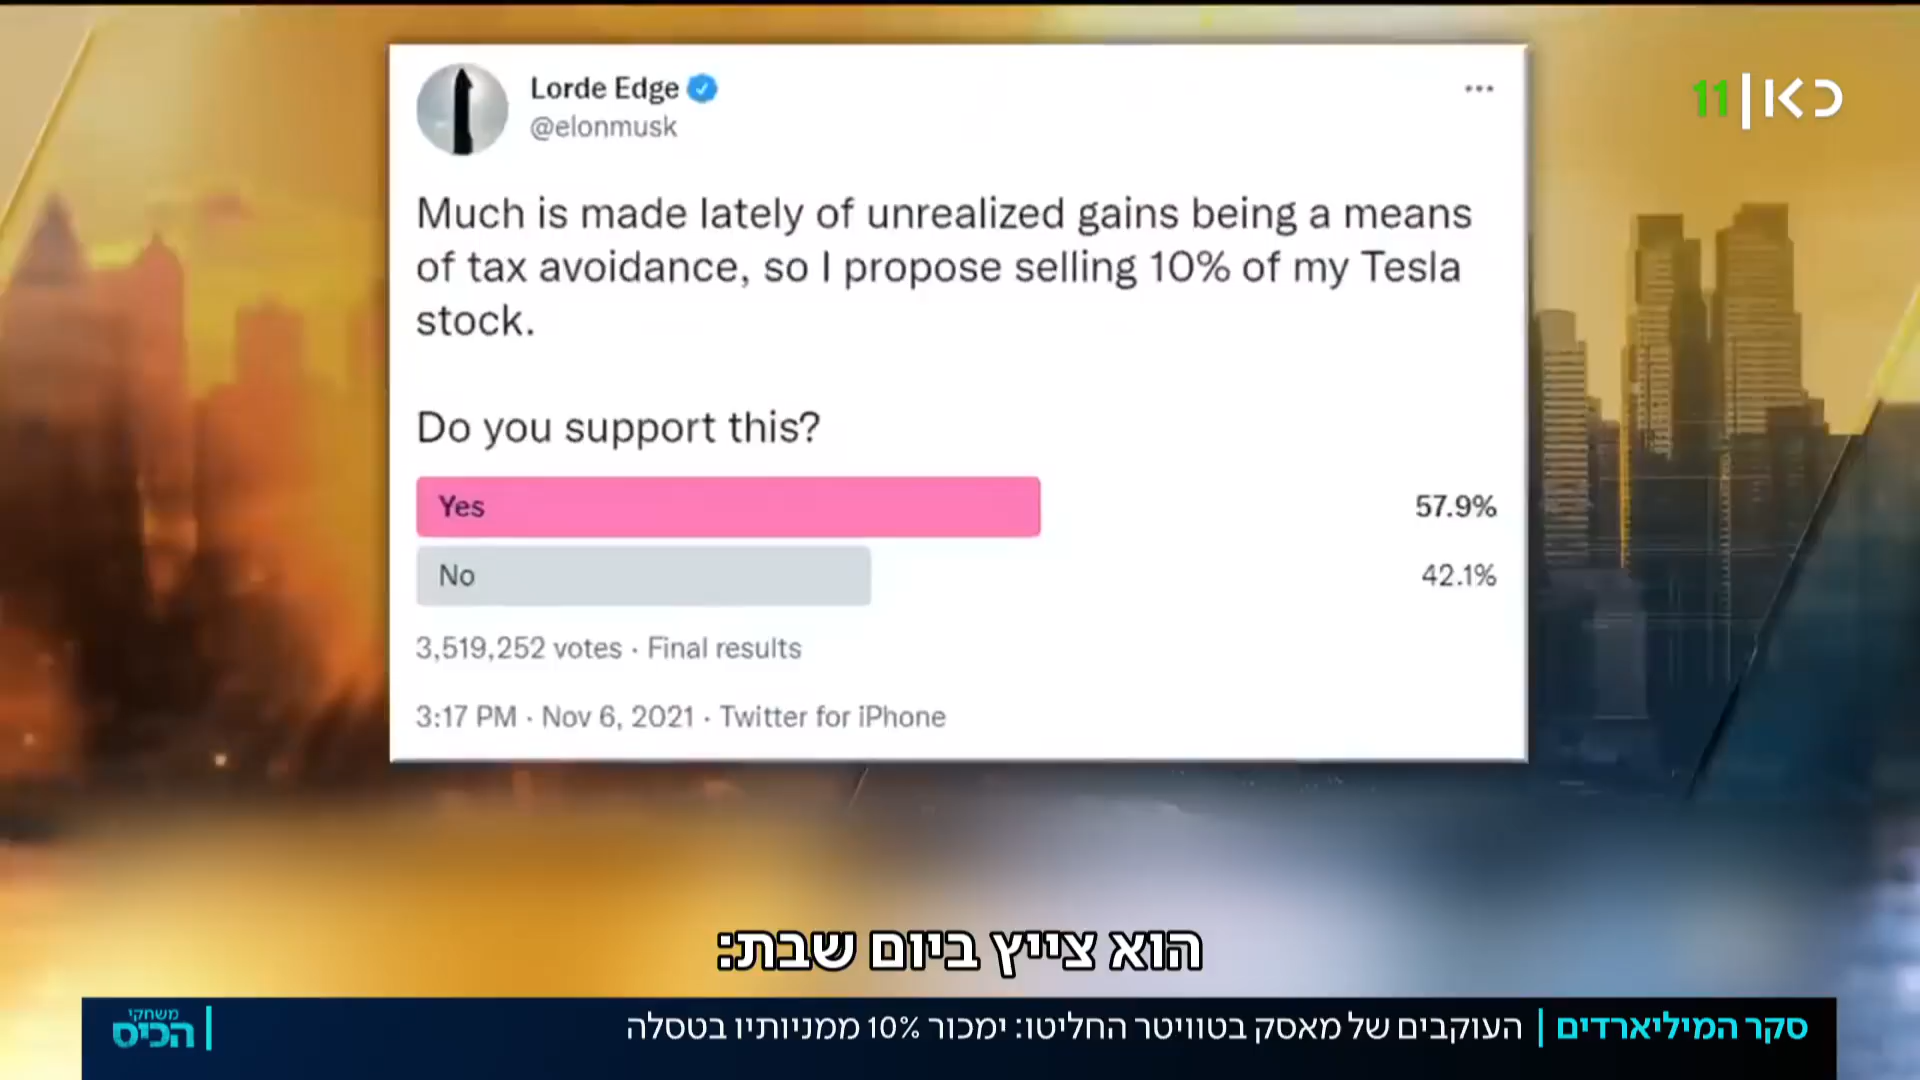 Lorde Edge
@elonmusk
כאן|11
Much is made lately of unrealized gains being a means
of tax avoidance, so I propose selling 10% of my Tesla
stock.
Do you support this?
Yes 57.9%
No 42.1%
3,519,252 votes · Final results
3:17 PM · Nov 6, 2021 · Twitter for iPhone
הוא צייץ ביום שבת:
סקר המיליארדים | העוקבים של מאסק בטוויטר החליטו: ימכור 10% ממניותיו בטסלה
משחקי
הכיס